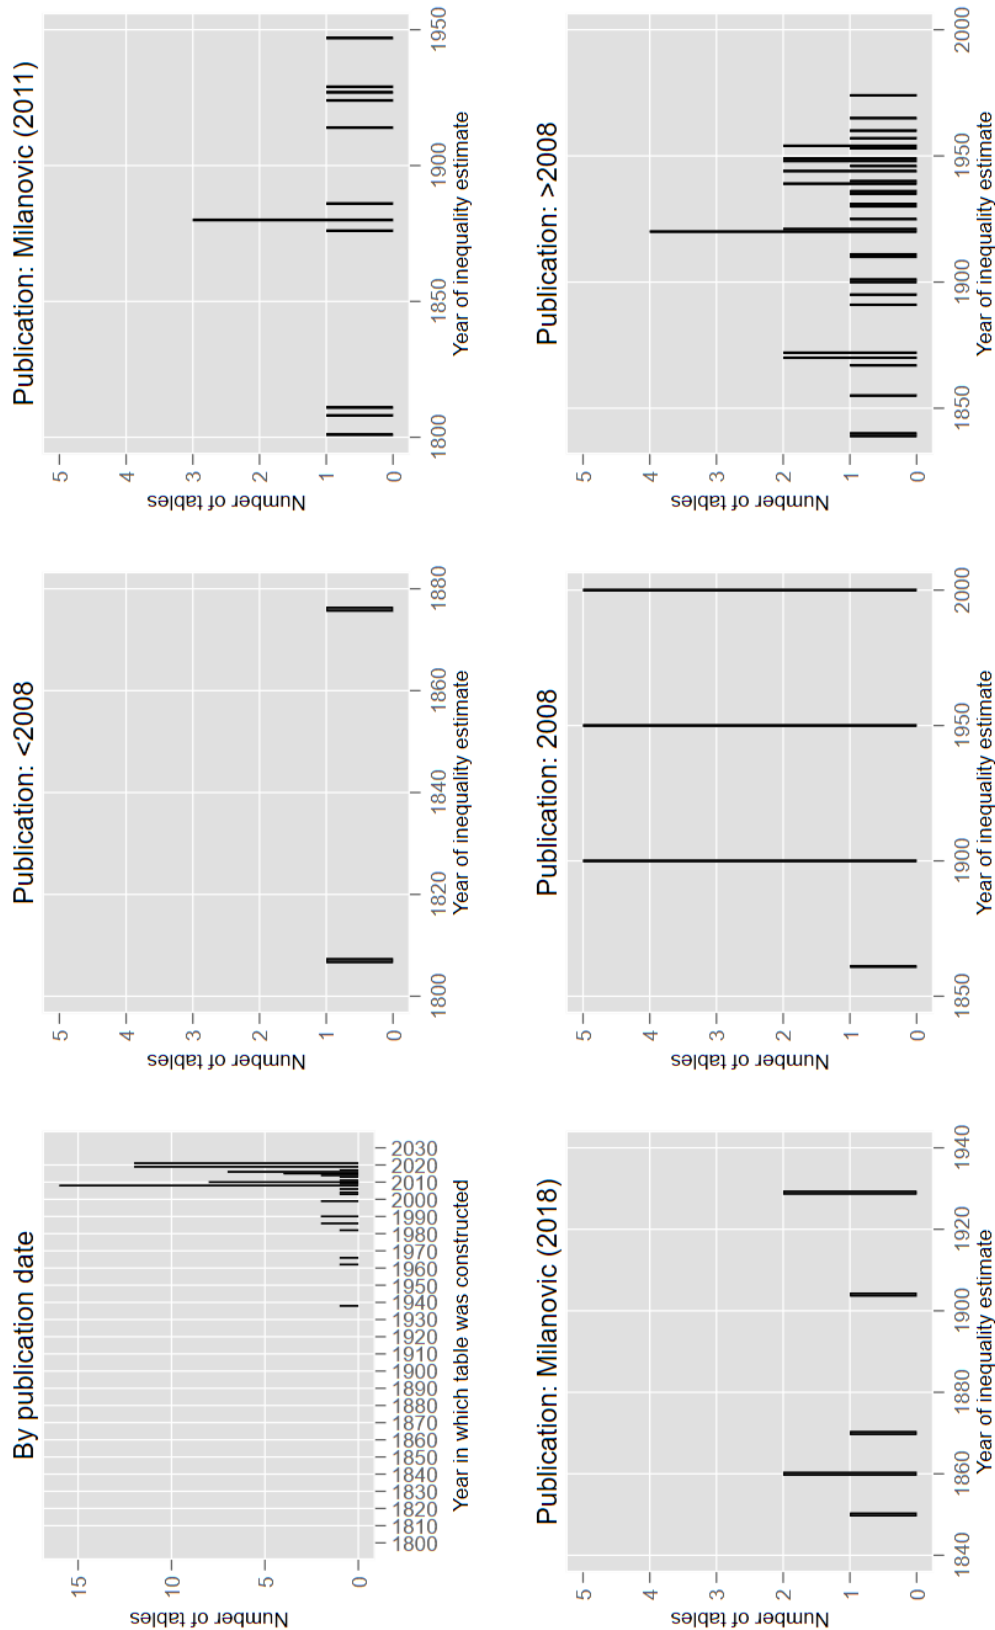 By publication date
15
10
5
0
Number of tables
1800 1810 1820 1830 1840 1850 1860 1870 1880 1890 1900 1910 1920 1930 1940 1950 1960 1970 1980 1990 2000 2010 2020 2030
Year in which table was constructed
Publication: <2008
5
4
3
2
1
0
Number of tables
1800 1820 1840 1860 1880
Year of inequality estimate
Publication: Milanovic (2011)
5
4
3
2
1
0
Number of tables
1800 1850 1900 1950
Year of inequality estimate
Publication: Milanovic (2018)
5
4
3
2
1
0
Number of tables
1840 1860 1880 1900 1920 1940
Year of inequality estimate
Publication: 2008
5
4
3
2
1
0
Number of tables
1850 1900 1950 2000
Year of inequality estimate
Publication: >2008
5
4
3
2
1
0
Number of tables
1850 1900 1950 2000
Year of inequality estimate